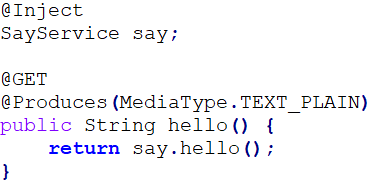 @Inject
SayService say;

@GET
@Produces(MediaType.TEXT_PLAIN)
public String hello() {
    return say.hello();
}